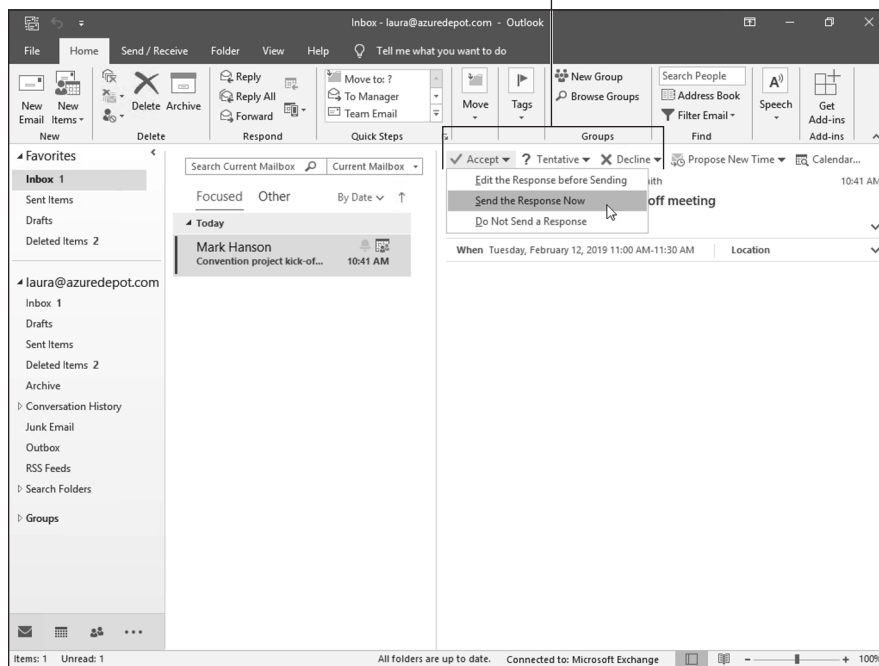 Inbox - laura@azuredepot.com - Outlook
File Home Send / Receive Folder View Help Tell me what you want to do
New Email
New Items
Delete
Archive
Reply
Reply All
Forward
Move to: ?
To Manager
Team Email
Move
Tags
New Group
Browse Groups
Search People
Address Book
Filter Email
Speech
Get Add-ins
New Delete Respond Quick Steps Groups Find Add-ins
Favorites
Inbox 1
Sent Items
Drafts
Deleted Items 2
laura@azuredepot.com
Inbox 1
Drafts
Sent Items
Deleted Items 2
Archive
Conversation History
Junk Email
Outbox
RSS Feeds
Search Folders
Groups
Search Current Mailbox Current Mailbox
Focused Other By Date
Today
Mark Hanson
Convention project kick-of... 10:41 AM
Accept ? Tentative Decline Propose New Time Calendar...
Edit the Response before Sending
Send the Response Now
Do Not Send a Response
ith 10:41 AM
off meeting
When Tuesday, February 12, 2019 11:00 AM-11:30 AM Location
Items: 1 Unread: 1 All folders are up to date. Connected to: Microsoft Exchange 100%